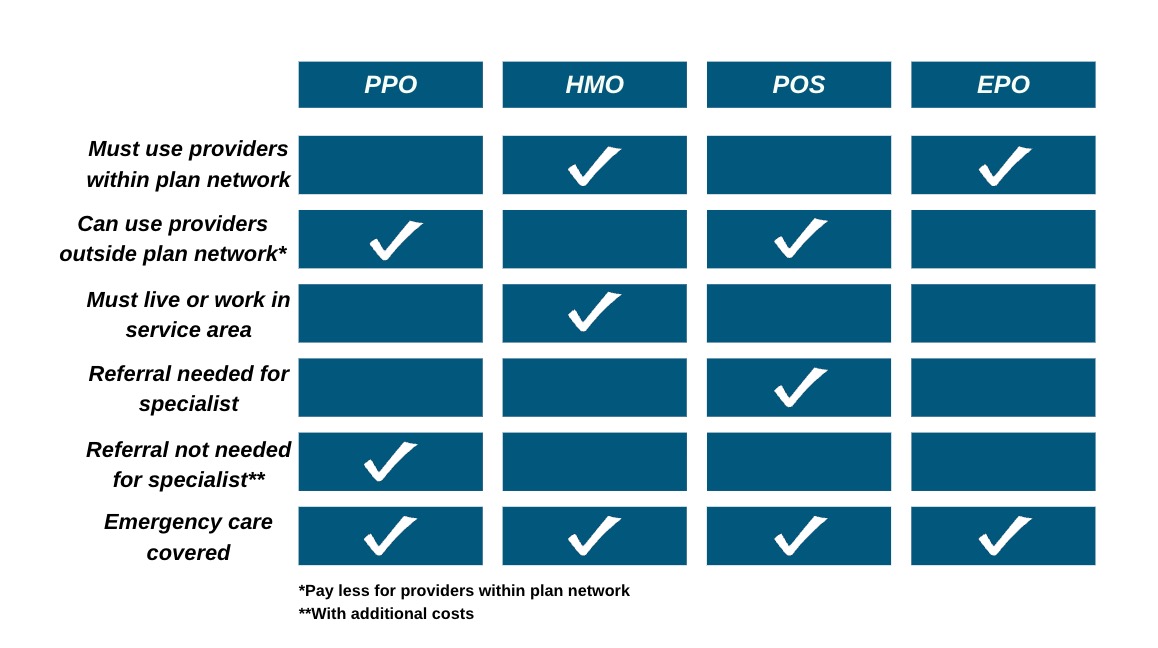 PPO HMO POS EPO
Must use providers
within plan network
Can use providers
outside plan network*
Must live or work in
service area
Referral needed for
specialist
Referral not needed
for specialist**
Emergency care
covered
*Pay less for providers within plan network
**With additional costs